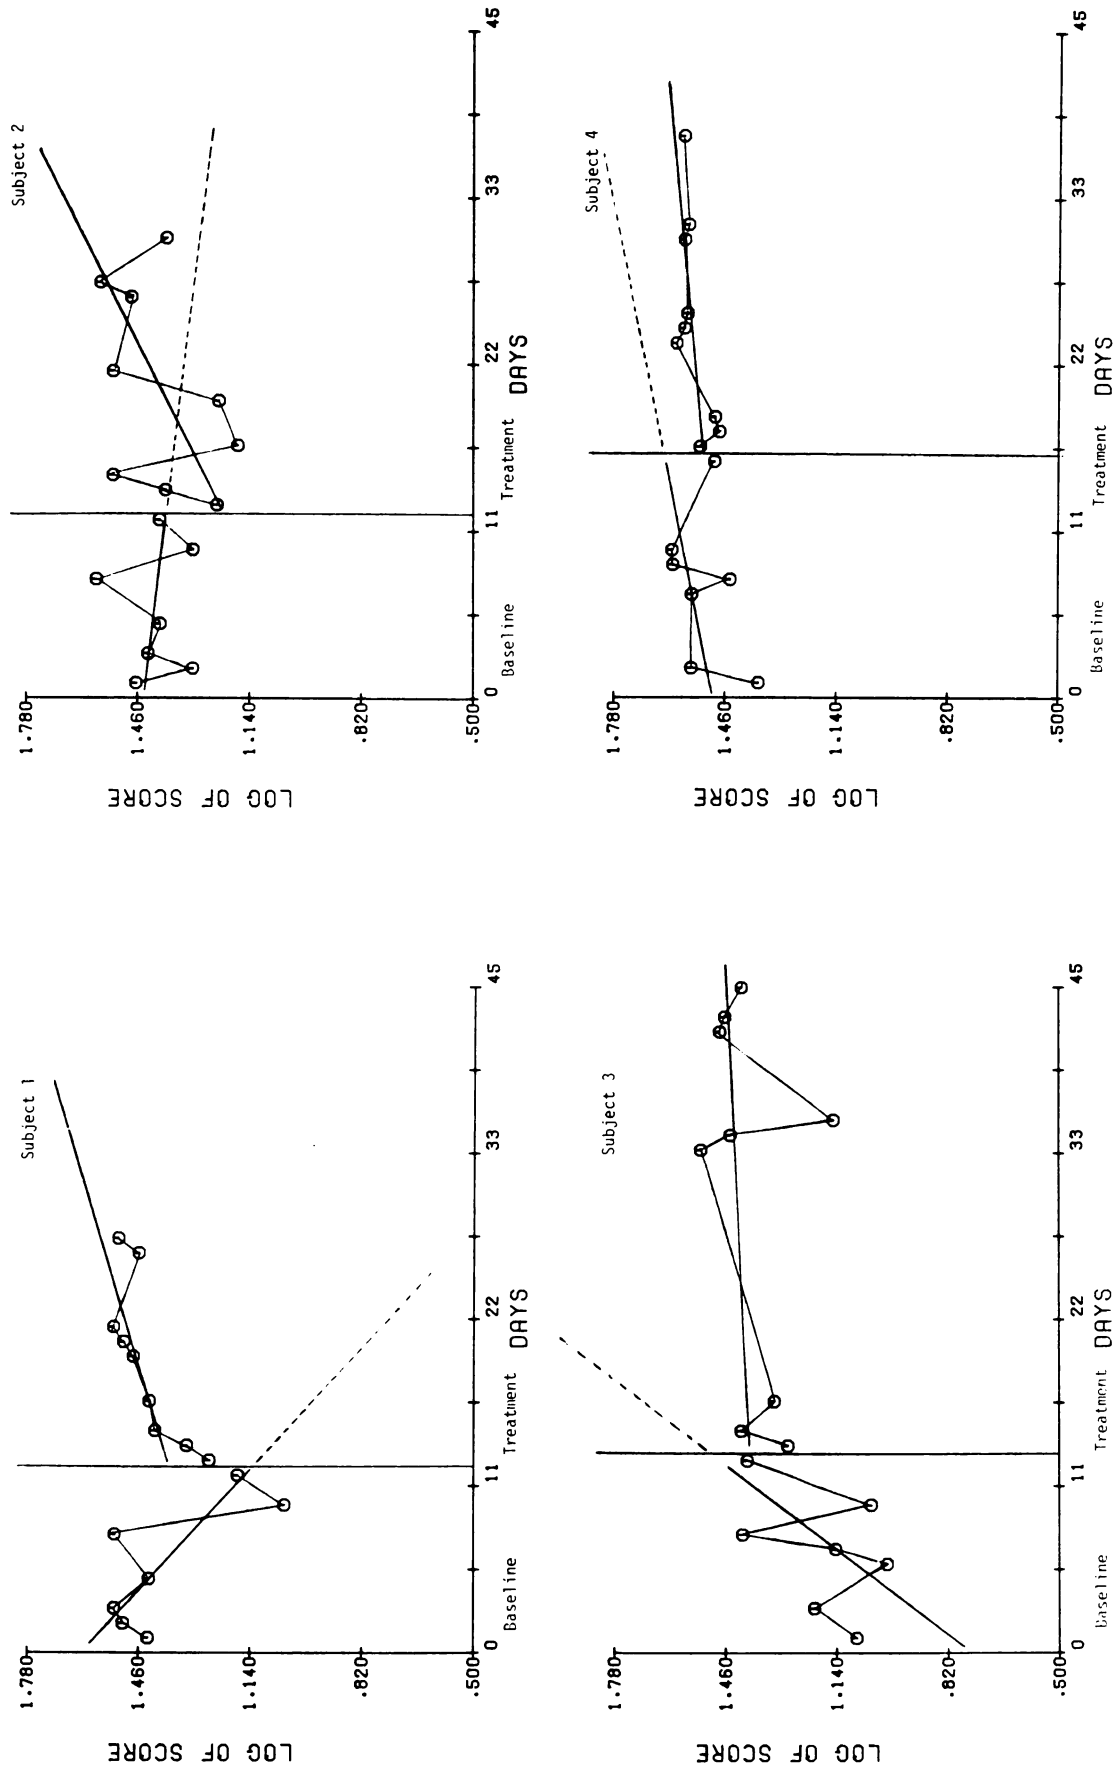 Subject 1
LOG OF SCORE
1.780
1.460
1.140
.820
.500
0
11
22
33
45
Baseline
Treatment
DAYS
Subject 2
LOG OF SCORE
1.780
1.460
1.140
.820
.500
0
11
22
33
45
Baseline
Treatment
DAYS
Subject 3
LOG OF SCORE
1.780
1.460
1.140
.820
.500
0
11
22
33
45
Baseline
Treatment
DAYS
Subject 4
LOG OF SCORE
1.780
1.460
1.140
.820
.500
0
11
22
33
45
Baseline
Treatment
DAYS